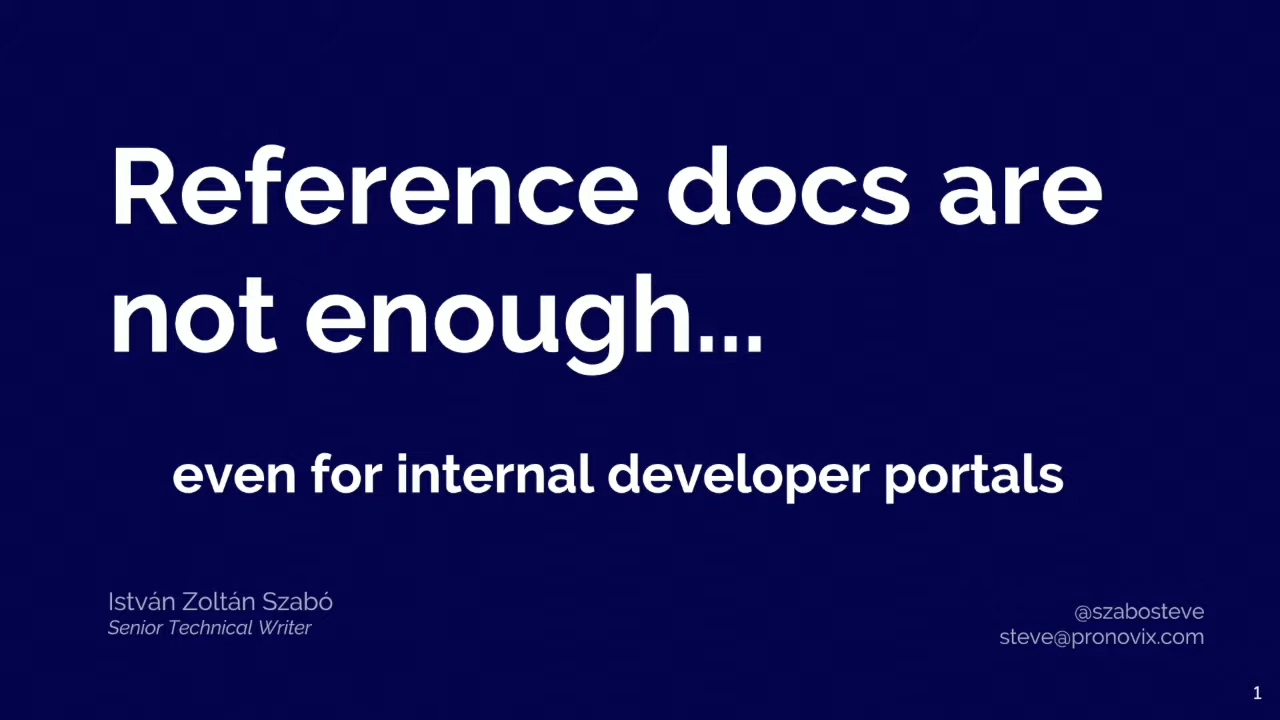 Reference docs are
not enough...
even for internal developer portals
István Zoltán Szabó
Senior Technical Writer
@szabosteve
steve@pronovix.com
1